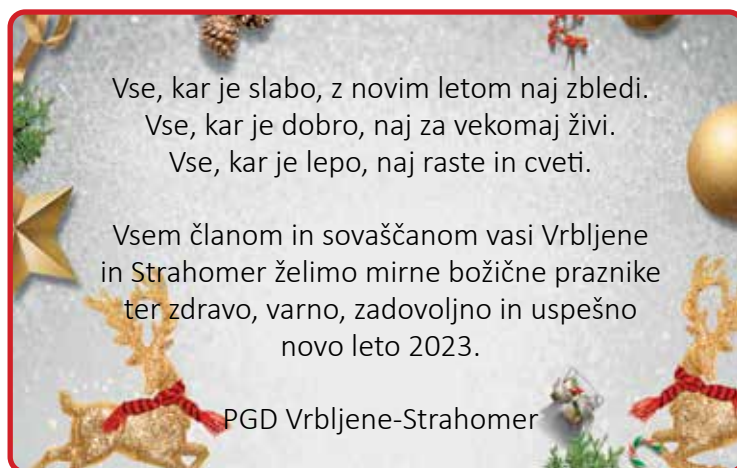 Vse, kar je slabo, z novim letom naj zbledi.
Vse, kar je dobro, naj za vekomaj živi.
Vse, kar je lepo, naj raste in cveti.
Vsem članom in sovaščanom vasi Vrbljene
in Strahomer želimo mirne božične praznike
ter zdravo, varno, zadovoljno in uspešno
novo leto 2023.
PGD Vrbljene-Strahomer